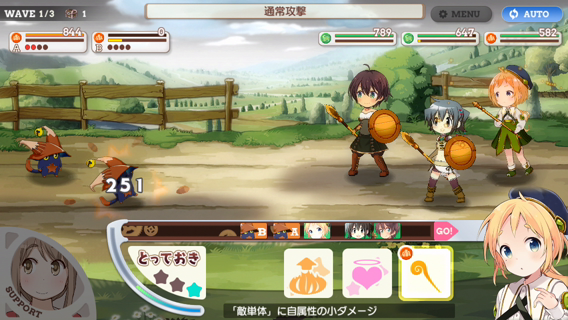 WAVE 1/3 1
通常攻撃
MENU
AUTO
844
0
A
B
789
647
582
251
B
A
GO!
とっておき
SUPPORT
「敵単体」に自属性の小ダメージ